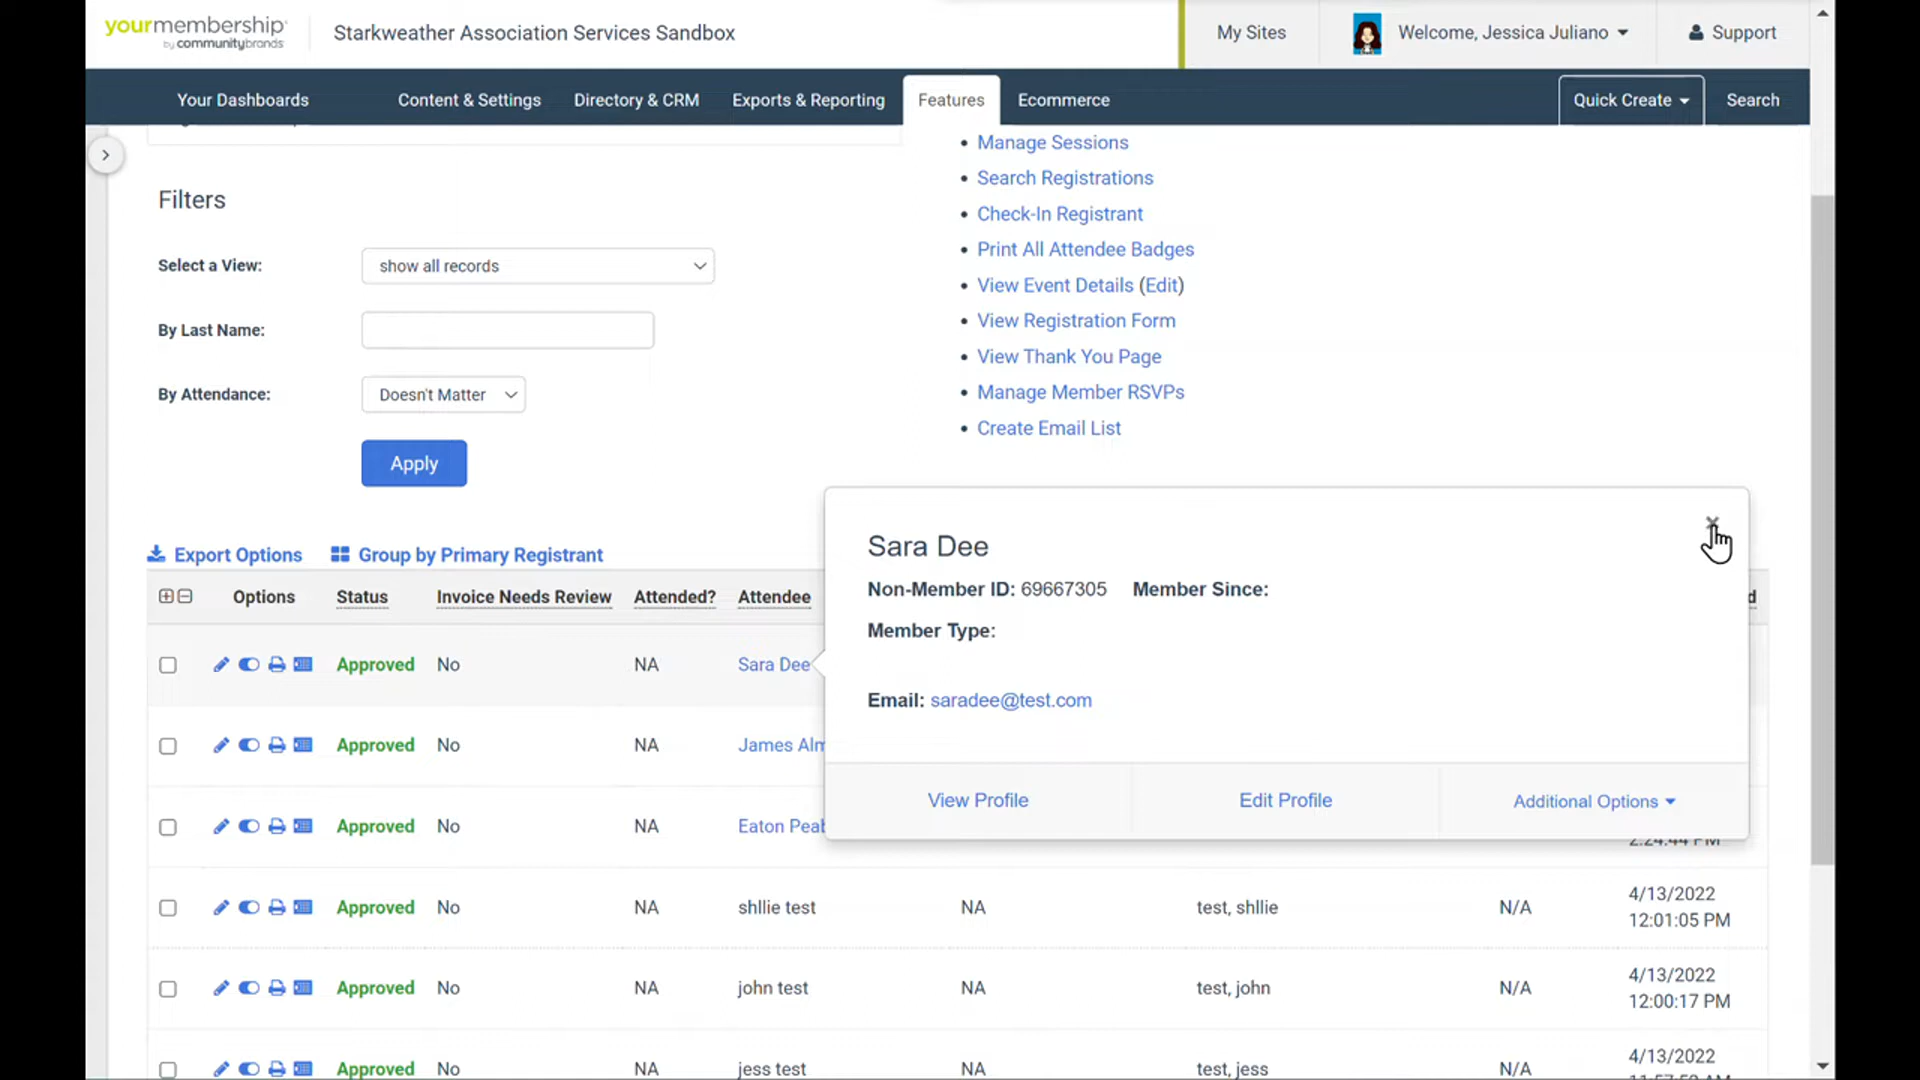 yourmembership
by communitybrands
Starkweather Association Services Sandbox
My Sites
Welcome, Jessica Juliano
Support
Your Dashboards
Content & Settings
Directory & CRM
Exports & Reporting
Features
Ecommerce
Quick Create
Search
Manage Sessions
Search Registrations
Check-In Registrant
Print All Attendee Badges
View Event Details (Edit)
View Registration Form
View Thank You Page
Manage Member RSVPs
Create Email List
Filters
Select a View: show all records
By Last Name:
By Attendance: Doesn't Matter
Apply
Export Options Group by Primary Registrant
Options Status Invoice Needs Review Attended? Attendee d
Sara Dee
Non-Member ID: 69667305 Member Since:
Member Type:
Email: saradee@test.com
View Profile Edit Profile Additional Options
Approved No NA Sara Dee
Approved No NA James Alm
Approved No NA Eaton Peab
2:24:44 PM
Approved No NA shllie test NA test, shllie N/A 4/13/2022
12:01:05 PM
Approved No NA john test NA test, john N/A 4/13/2022
12:00:17 PM
Approved No NA jess test NA test, jess N/A 4/13/2022